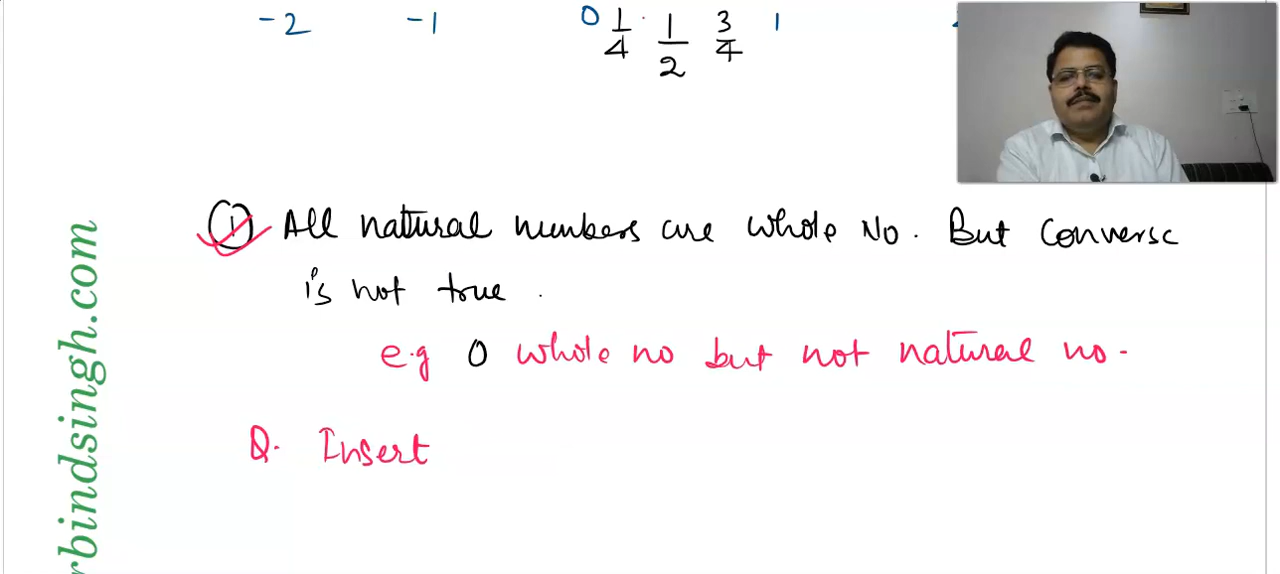 -2 -1 0 1/4 1/2 3/4 1
① All natural numbers are whole No. But Converse
is not true.
e.g 0 whole no but not natural no.
Q. Insert
rbindsingh.com